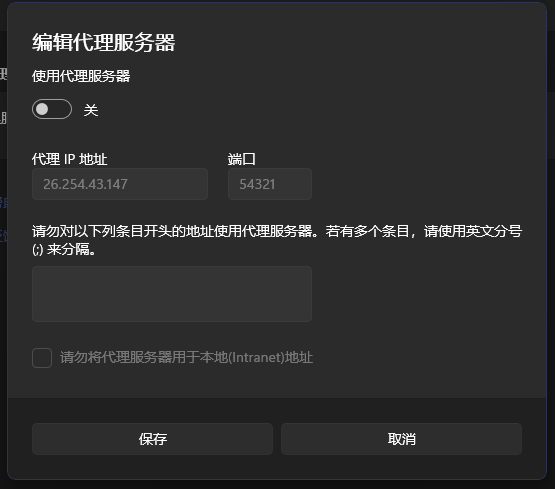 编辑代理服务器
使用代理服务器
关
代理 IP 地址
端口
26.254.43.147
54321
请勿对以下列条目开头的地址使用代理服务器。若有多个条目，请使用英文分号
(;) 来分隔。
请勿将代理服务器用于本地(Intranet)地址
保存
取消